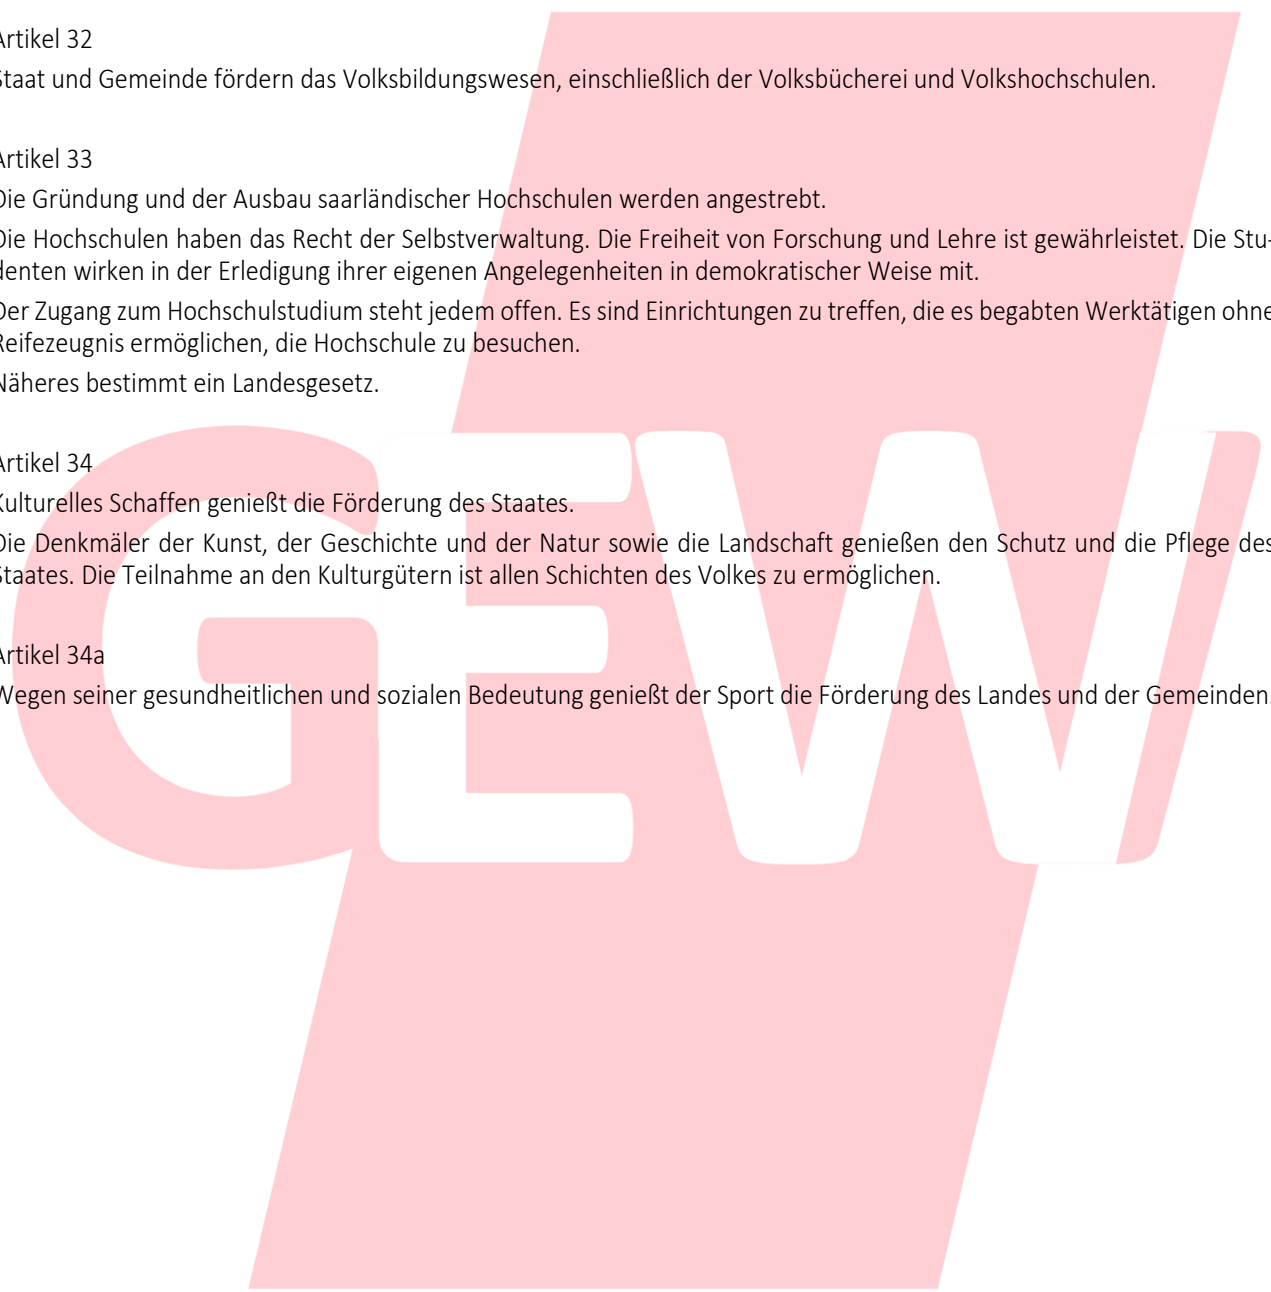 Artikel 32
Staat und Gemeinde fördern das Volksbildungswesen, einschließlich der Volksbücherei und Volkshochschulen.
Artikel 33
Die Gründung und der Ausbau saarländischer Hochschulen werden angestrebt.
Die Hochschulen haben das Recht der Selbstverwaltung. Die Freiheit von Forschung und Lehre ist gewährleistet. Die Stu-
denten wirken in der Erledigung ihrer eigenen Angelegenheiten in demokratischer Weise mit.
Der Zugang zum Hochschulstudium steht jedem offen. Es sind Einrichtungen zu treffen, die es begabten Werktätigen ohne
Reifezeugnis ermöglichen, die Hochschule zu besuchen.
Näheres bestimmt ein Landesgesetz.
Artikel 34
Kulturelles Schaffen genießt die Förderung des Staates.
Die Denkmäler der Kunst, der Geschichte und der Natur sowie die Landschaft genießen den Schutz und die Pflege des
Staates. Die Teilnahme an den Kulturgütern ist allen Schichten des Volkes zu ermöglichen.
Artikel 34a
Wegen seiner gesundheitlichen und sozialen Bedeutung genießt der Sport die Förderung des Landes und der Gemeinden.
GEW